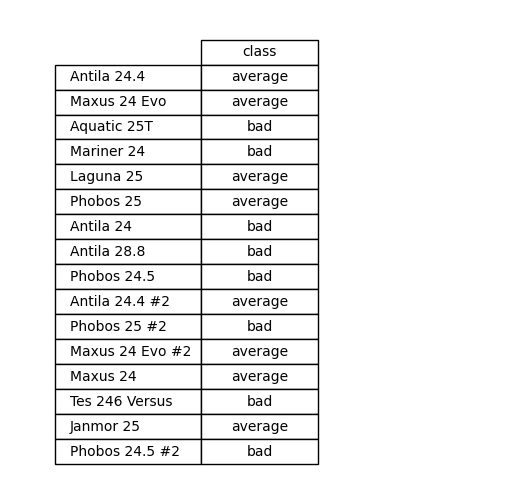 class
Antila 24.4 average
Maxus 24 Evo average
Aquatic 25T bad
Mariner 24 bad
Laguna 25 average
Phobos 25 average
Antila 24 bad
Antila 28.8 bad
Phobos 24.5 bad
Antila 24.4 #2 average
Phobos 25 #2 bad
Maxus 24 Evo #2 average
Maxus 24 average
Tes 246 Versus bad
Janmor 25 average
Phobos 24.5 #2 bad